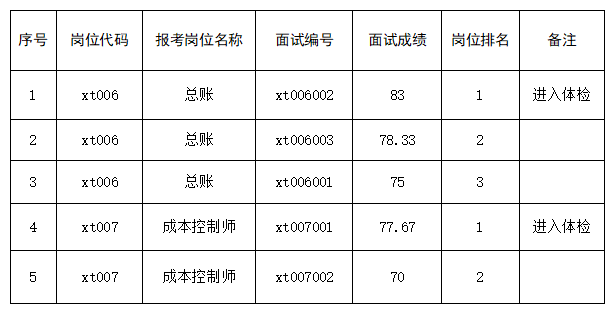 序号 岗位代码 报考岗位名称 面试编号 面试成绩 岗位排名 备注
1 xt006 总账 xt006002 83 1 进入体检
2 xt006 总账 xt006003 78.33 2
3 xt006 总账 xt006001 75 3
4 xt007 成本控制师 xt007001 77.67 1 进入体检
5 xt007 成本控制师 xt007002 70 2